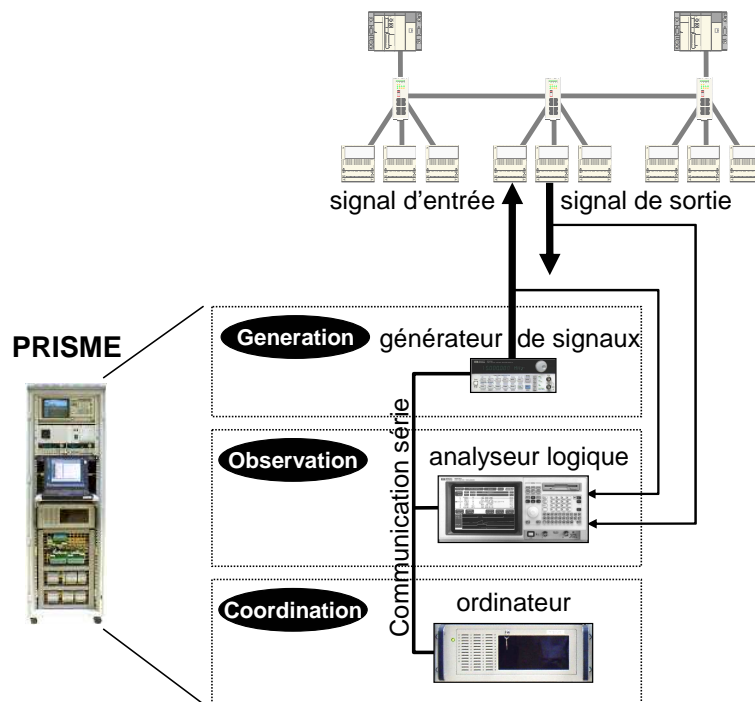 signal d'entrée
signal de sortie
PRISME
Generation
générateur de signaux
Communication série
Observation
analyseur logique
Coordination
ordinateur